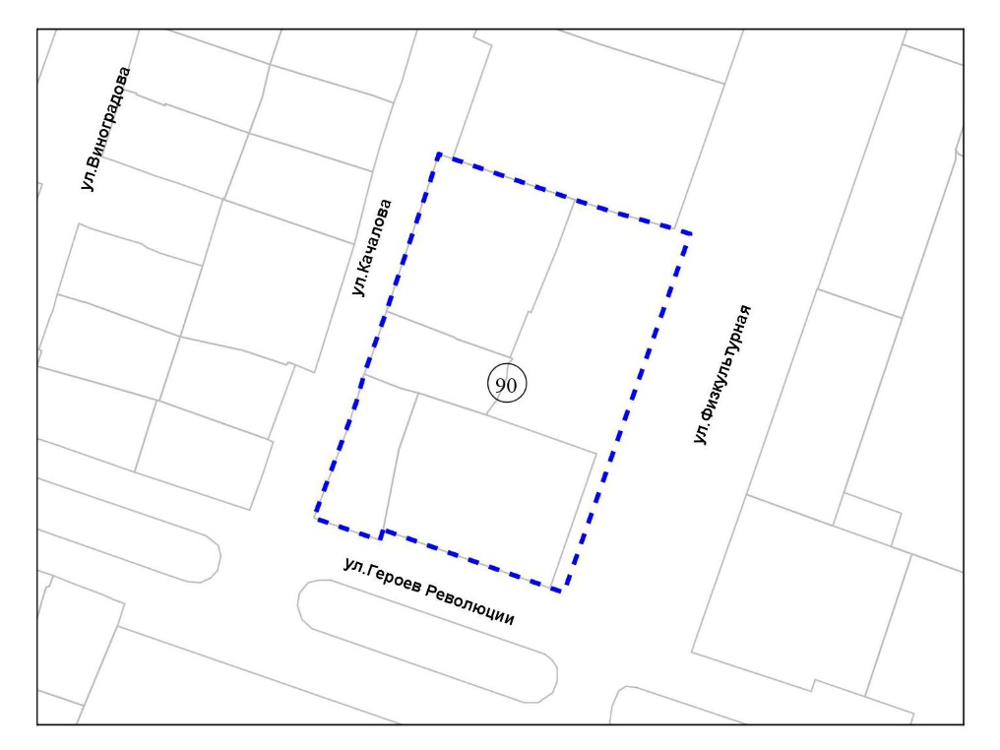 ул.Виноградова
ул.Качалова
ул.Физкультурная
90
ул.Героев Революции